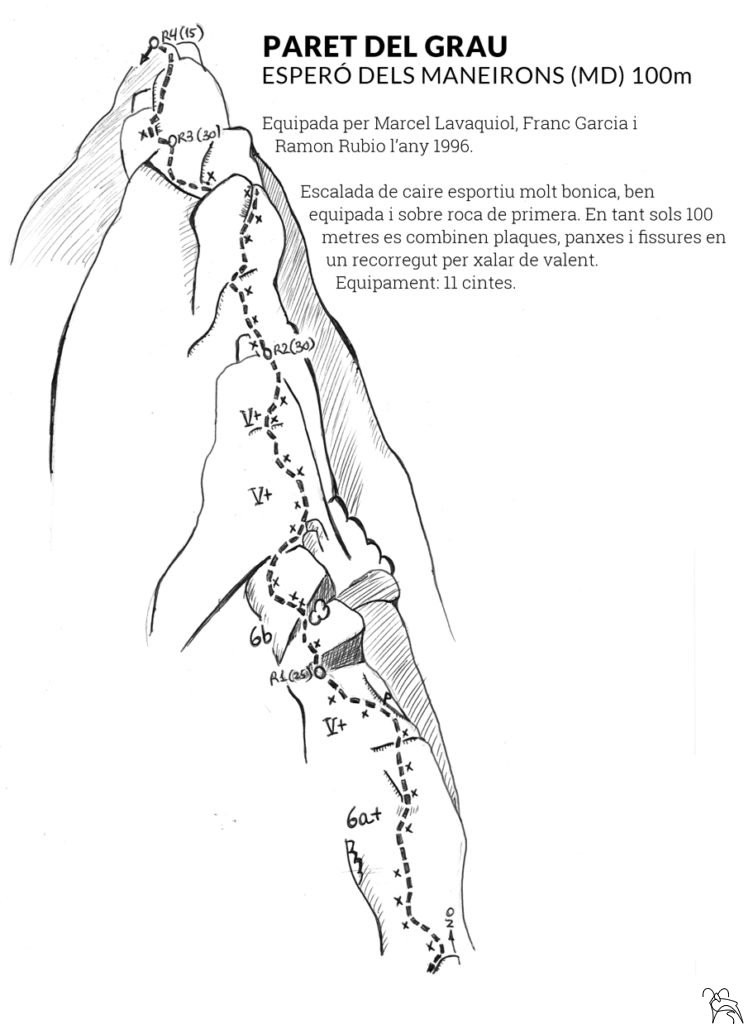 R4(15)
PARET DEL GRAU
ESPERÓ DELS MANEIRONS (MD) 100m
Equipada per Marcel Lavaquiol, Franc Garcia i
Ramon Rubio l'any 1996.
R3(30)
Escalada de caire esportiu molt bonica, ben
equipada i sobre roca de primera. En tant sols 100
metres es combinen plaques, panxes i fissures en
un recorregut per xalar de valent.
Equipament: 11 cintes.
R2(30)
V+
V+
6b
R1(25)
V+
6a+